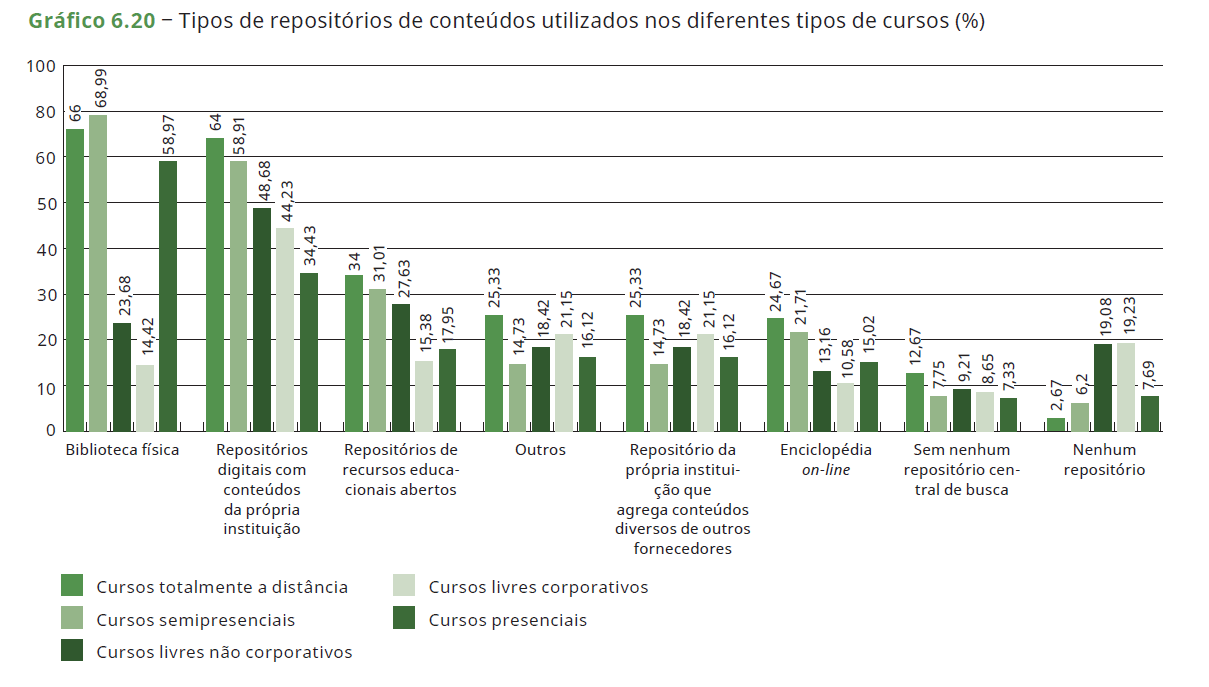 Gráfico 6.20 – Tipos de repositórios de conteúdos utilizados nos diferentes tipos de cursos (%)
100
80
60
50
40
30
20
10
0
66
68,99
23,68
14,42
58,97
64
58,91
48,68
44,23
34,43
34
31,01
27,63
15,38
17,95
25,33
14,73
18,42
21,15
16,12
25,33
14,73
18,42
21,15
16,12
24,67
21,71
13,16
10,58
15,02
12,67
7,75
9,21
8,65
7,33
2,67
6,2
19,08
19,23
7,69
Biblioteca física
Repositórios
digitais com
conteúdos
da própria
instituição
Repositórios de
recursos educa-
cionais abertos
Outros
Repositório da
própria institui-
ção que
agrega conteúdos
diversos de outros
fornecedores
Enciclopédia
on-line
Sem nenhum
repositório cen-
tral de busca
Nenhum
repositório
Cursos totalmente a distância
Cursos semipresenciais
Cursos livres não corporativos
Cursos livres corporativos
Cursos presenciais